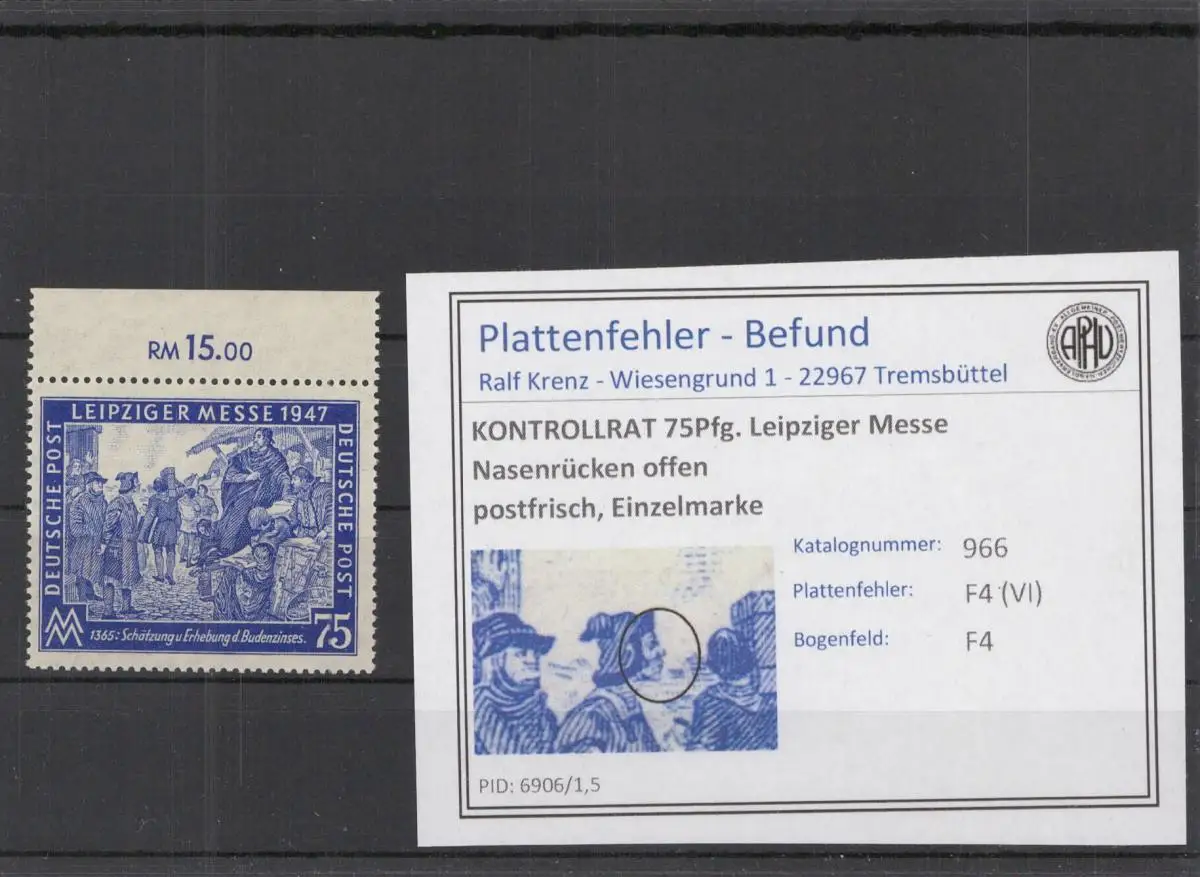 RM 15.00
LEIPZIGER MESSE 1947
DEUTSCHE POST
DEUTSCHE POST
1365: Schätzung u Erhebung d. Budenzinses.
75
Plattenfehler - Befund
Ralf Krenz - Wiesengrund 1 - 22967 Tremsbüttel
APHV
KONTROLLRAT 75Pfg. Leipziger Messe
Nasenrücken offen
postfrisch, Einzelmarke
Katalognummer: 966
Plattenfehler: F4 (VI)
Bogenfeld: F4
PID: 6906/1,5